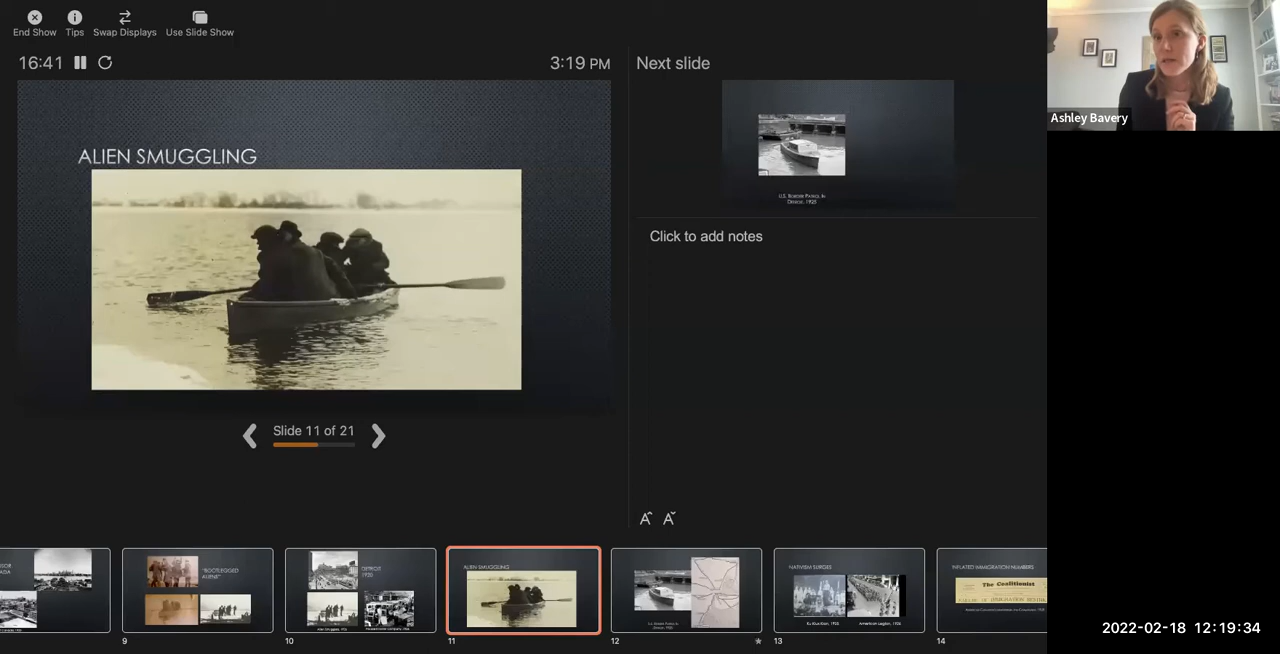 End Show
Tips
Swap Displays
Use Slide Show
16:41
3:19 PM
ALIEN SMUGGLING
Slide 11 of 21
Next slide
U.S. Border Patrol in
Detroit, 1925
Click to add notes
Ashley Bavery
9
"BOOTLEGGED
ALIENS"
10
DETROIT
1920
11
ALIEN SMUGGLING
12
13
NATIVISM SURGES
Ku Klux Klan, 1925
American Legion, 1925
14
INFLATED IMMIGRATION NUMBERS
The Coalitionist
2022-02-18 12:19:34